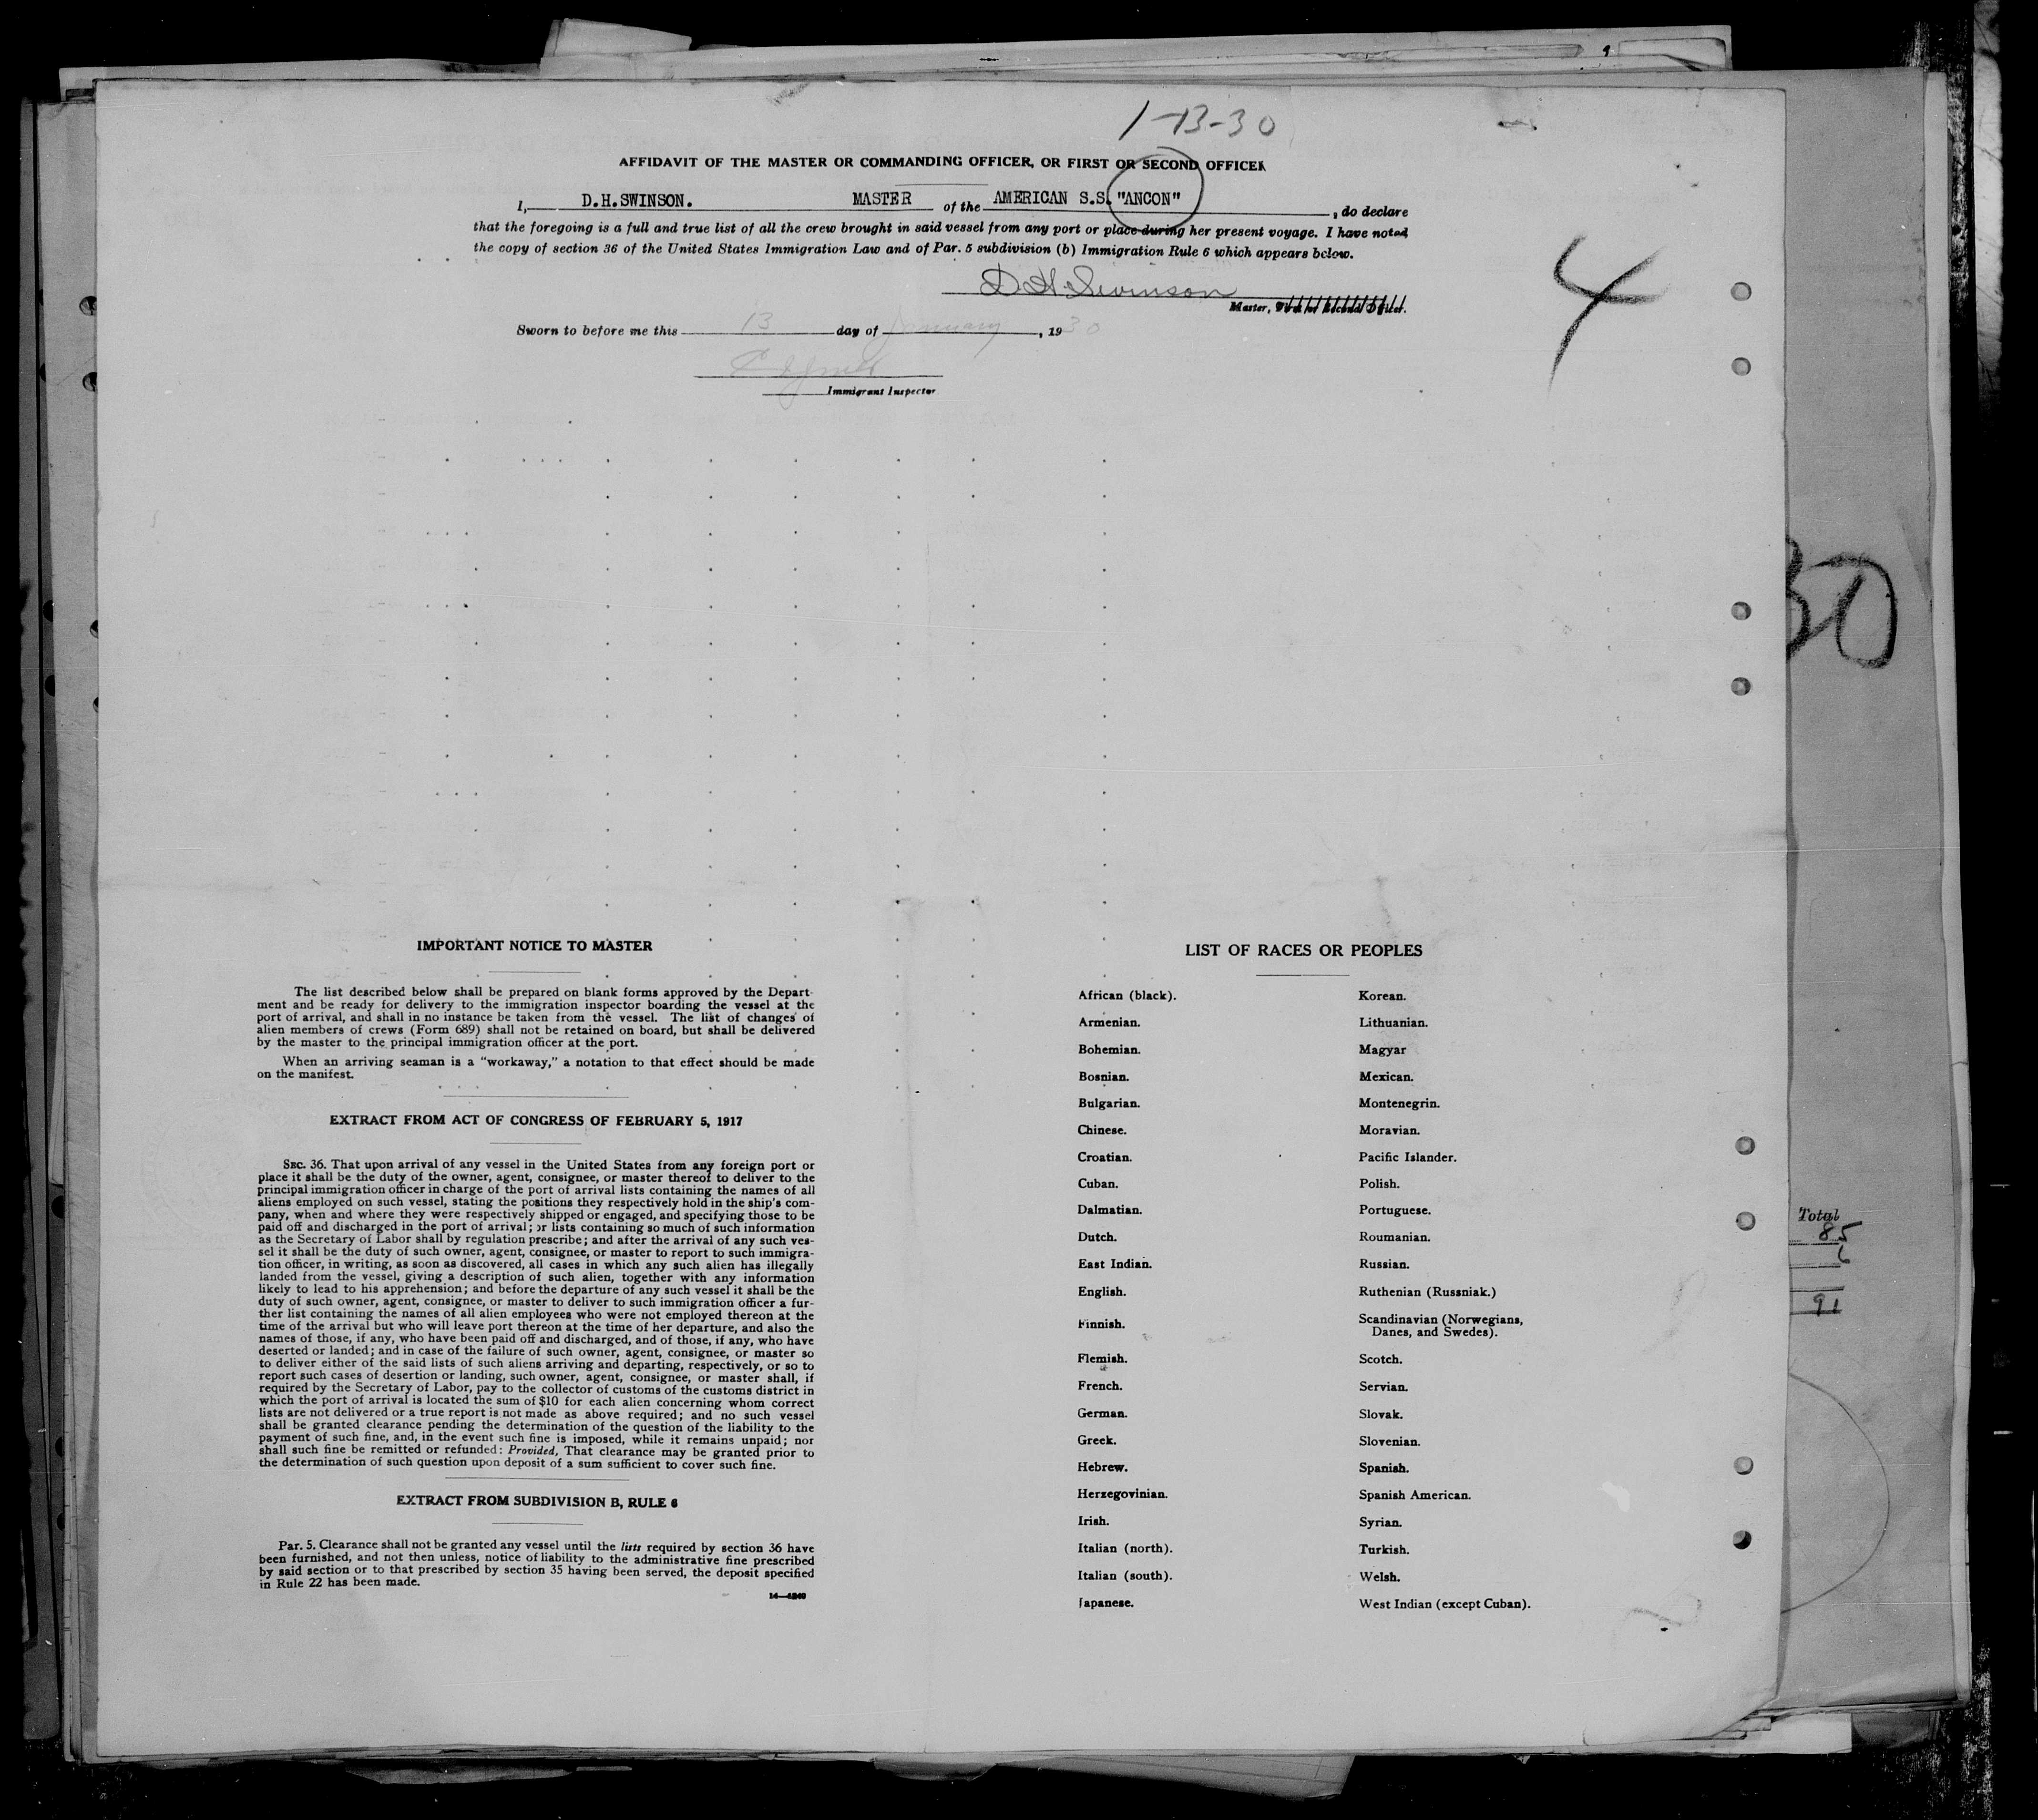 1-13-30
AFFIDAVIT OF THE MASTER OR COMMANDING OFFICER, OR FIRST OR SECOND OFFICER
I, D.H.SWINSON. MASTER of the AMERICAN S.S. "ANCON", do declare
that the foregoing is a full and true list of all the crew brought in said vessel from any port or place during her present voyage. I have noted
the copy of section 36 of the United States Immigration Law and of Par. 5 subdivision (b) Immigration Rule 6 which appears below.
D H Swinson
Master, First or Second Officer.
4
Sworn to before me this 13 day of January, 1930
Immigrant Inspector
30
IMPORTANT NOTICE TO MASTER
The list described below shall be prepared on blank forms approved by the Depart-
ment and be ready for delivery to the immigration inspector boarding the vessel at the
port of arrival, and shall in no instance be taken from the vessel. The list of changes of
alien members of crews (Form 689) shall not be retained on board, but shall be delivered
by the master to the principal immigration officer at the port.
When an arriving seaman is a "workaway," a notation to that effect should be made
on the manifest.
EXTRACT FROM ACT OF CONGRESS OF FEBRUARY 5, 1917
SEC. 36. That upon arrival of any vessel in the United States from any foreign port or
place it shall be the duty of the owner, agent, consignee, or master thereof to deliver to the
principal immigration officer in charge of the port of arrival lists containing the names of all
aliens employed on such vessel, stating the positions they respectively hold in the ship's com-
pany, when and where they were respectively shipped or engaged, and specifying those to be
paid off and discharged in the port of arrival; or lists containing so much of such information
as the Secretary of Labor shall by regulation prescribe; and after the arrival of any such ves-
sel it shall be the duty of such owner, agent, consignee, or master to report to such immigra-
tion officer, in writing, as soon as discovered, all cases in which any such alien has illegally
landed from the vessel, giving a description of such alien, together with any information
likely to lead to his apprehension; and before the departure of any such vessel it shall be the
duty of such owner, agent, consignee, or master to deliver to such immigration officer a fur-
ther list containing the names of all alien employees who were not employed thereon at the
time of the arrival but who will leave port thereon at the time of her departure, and also the
names of those, if any, who have been paid off and discharged, and of those, if any, who have
deserted or landed; and in case of the failure of such owner, agent, consignee, or master so
to deliver either of the said lists of such aliens arriving and departing, respectively, or so to
report such cases of desertion or landing, such owner, agent, consignee, or master shall, if
required by the Secretary of Labor, pay to the collector of customs of the customs district in
which the port of arrival is located the sum of $10 for each alien concerning whom correct
lists are not delivered or a true report is not made as above required; and no such vessel
shall be granted clearance pending the determination of the question of the liability to the
payment of such fine, and, in the event such fine is imposed, while it remains unpaid; nor
shall such fine be remitted or refunded: Provided, That clearance may be granted prior to
the determination of such question upon deposit of a sum sufficient to cover such fine.
EXTRACT FROM SUBDIVISION B, RULE 6
Par. 5. Clearance shall not be granted any vessel until the lists required by section 36 have
been furnished, and not then unless, notice of liability to the administrative fine prescribed
by said section or to that prescribed by section 35 having been served, the deposit specified
in Rule 22 has been made.
14—1240
LIST OF RACES OR PEOPLES
African (black).
Armenian.
Bohemian.
Bosnian.
Bulgarian.
Chinese.
Croatian.
Cuban.
Dalmatian.
Dutch.
East Indian.
English.
Finnish.
Flemish.
French.
German.
Greek.
Hebrew.
Herzegovinian.
Irish.
Italian (north).
Italian (south).
Japanese.
Korean.
Lithuanian.
Magyar
Mexican.
Montenegrin.
Moravian.
Pacific Islander.
Polish.
Portuguese.
Roumanian.
Russian.
Ruthenian (Russniak.)
Scandinavian (Norwegians,
Danes, and Swedes).
Scotch.
Servian.
Slovak.
Slovenian.
Spanish.
Spanish American.
Syrian.
Turkish.
Welsh.
West Indian (except Cuban).
Total
85
6
91